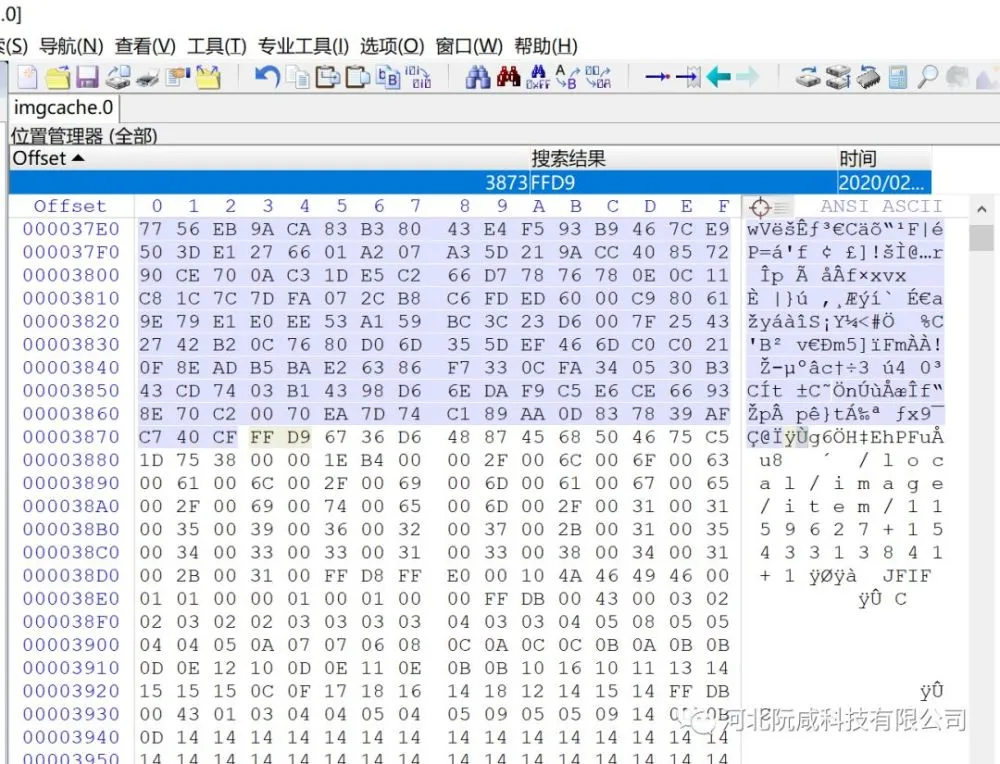 .0]
(S) 导航(N) 查看(V) 工具(T) 专业工具(I) 选项(O) 窗口(W) 帮助(H)
imgcache.0
位置管理器 (全部)
Offset 搜索结果 时间
3873 FFD9 2020/02...
Offset 0 1 2 3 4 5 6 7 8 9 A B C D E F ANSI ASCII
000037E0 77 56 EB 9A CA 83 B3 80 43 E4 F5 93 B9 46 7C E9 wVëšÊƒ³€Cäõ“¹F|é
000037F0 50 3D E1 27 66 01 A2 07 A3 5D 21 9A CC 40 85 72 P=á'f ¢ £]!šÌ@…r
00003800 90 CE 70 0A C3 1D E5 C2 66 D7 78 76 78 0E 0C 11 Îp Ã åÂf×xvx
00003810 C8 1C 7C 7D FA 07 2C B8 C6 FD ED 60 00 C9 80 61 È |}ú ,¸Æýí` É€a
00003820 9E 79 E1 E0 EE 53 A1 59 BC 3C 23 D6 00 7F 25 43 žyáàîS¡Y¼<#Ö %C
00003830 27 42 B2 0C 76 80 D0 6D 35 5D EF 46 6D C0 C0 21 'B² v€Ðm5]ïFmÀÀ!
00003840 0F 8E AD B5 BA E2 63 86 F7 33 0C FA 34 05 30 B3 Ž-µºâc†÷3 ú4 0³
00003850 43 CD 74 03 B1 43 98 D6 6E DA F9 C5 E6 CE 66 93 CÍt ±C˜ÖnÚùÅæÎf“
00003860 8E 70 C2 00 70 EA 7D 74 C1 89 AA 0D 83 78 39 AF ŽpÂ pê}tÁ‰ª ƒx9¯
00003870 C7 40 CF FF D9 67 36 D6 48 87 45 68 50 46 75 C5 Ç@ÏÿÙg6ÖH‡EhPFuÅ
00003880 1D 75 38 00 00 1E B4 00 00 2F 00 6C 00 6F 00 63 u8 ´ / l o c
00003890 00 61 00 6C 00 2F 00 69 00 6D 00 61 00 67 00 65 a l / i m a g e
000038A0 00 2F 00 69 00 74 00 65 00 6D 00 2F 00 31 00 31 / i t e m / 1 1
000038B0 00 35 00 39 00 36 00 32 00 37 00 2B 00 31 00 35 5 9 6 2 7 + 1 5
000038C0 00 34 00 33 00 33 00 31 00 33 00 38 00 34 00 31 4 3 3 1 3 8 4 1
000038D0 00 2B 00 31 00 FF D8 FF E0 00 10 4A 46 49 46 00 + 1 ÿØÿà JFIF
000038E0 01 01 00 00 01 00 01 00 00 FF DB 00 43 00 03 02 ÿÛ C
000038F0 02 03 02 02 03 03 03 03 04 03 03 04 05 08 05 05
00003900 04 04 05 0A 07 07 06 08 0C 0A 0C 0C 0B 0A 0B 0B
00003910 0D 0E 12 10 0D 0E 11 0E 0B 0B 10 16 10 11 13 14
00003920 15 15 15 0C 0F 17 18 16 14 18 12 14 15 14 FF DB ÿÛ
00003930 00 43 01 03 04 04 05 04 05 09 05 05 09 14
河北阮威科技有限公司
00003940 0D 14 14 14 14 14 14 14 14 14 14 14 14 14 14 14
00003950 14 14 14 14 14 14 14 14 14 14 14 14 14 14 14 14